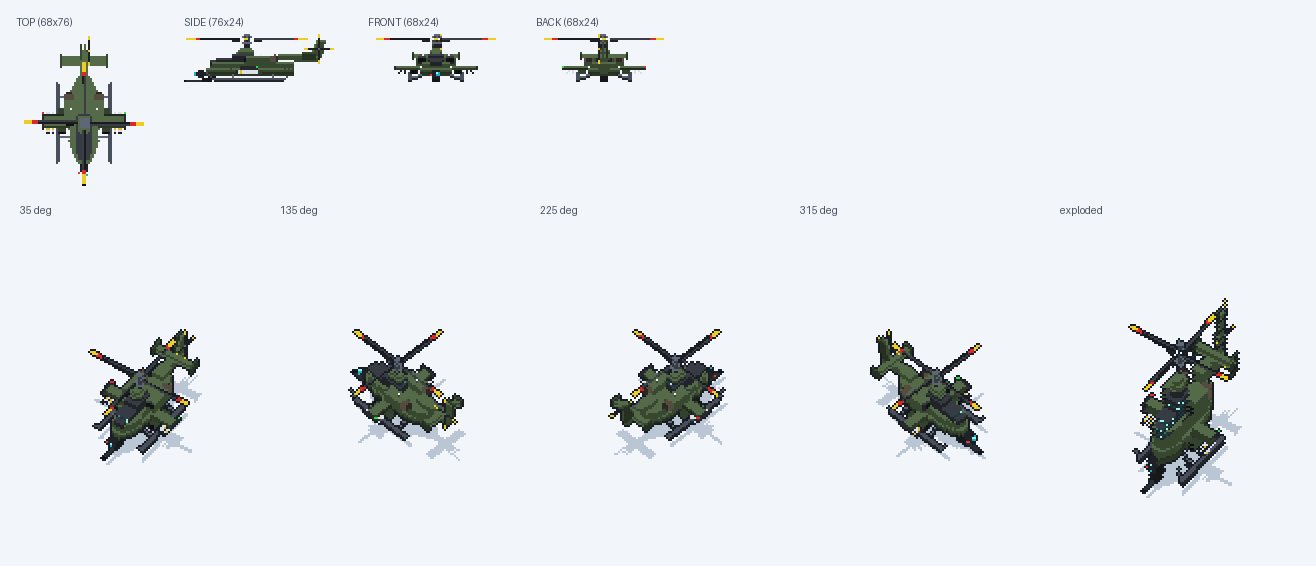 TOP (68x76) SIDE (76x24) FRONT (68x24) BACK (68x24)
35 deg 135 deg 225 deg 315 deg exploded